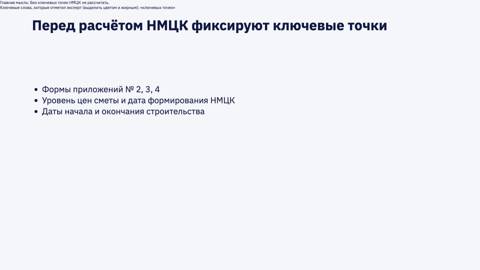 Главная мысль: Без ключевых точек НМЦК не рассчитать.
Ключевые слова, которые отметил эксперт (выделить цветом и жирным): «ключевые точки»
Перед расчётом НМЦК фиксируют ключевые точки
• Формы приложений № 2, 3, 4
• Уровень цен сметы и дата формирования НМЦК
• Даты начала и окончания строительства